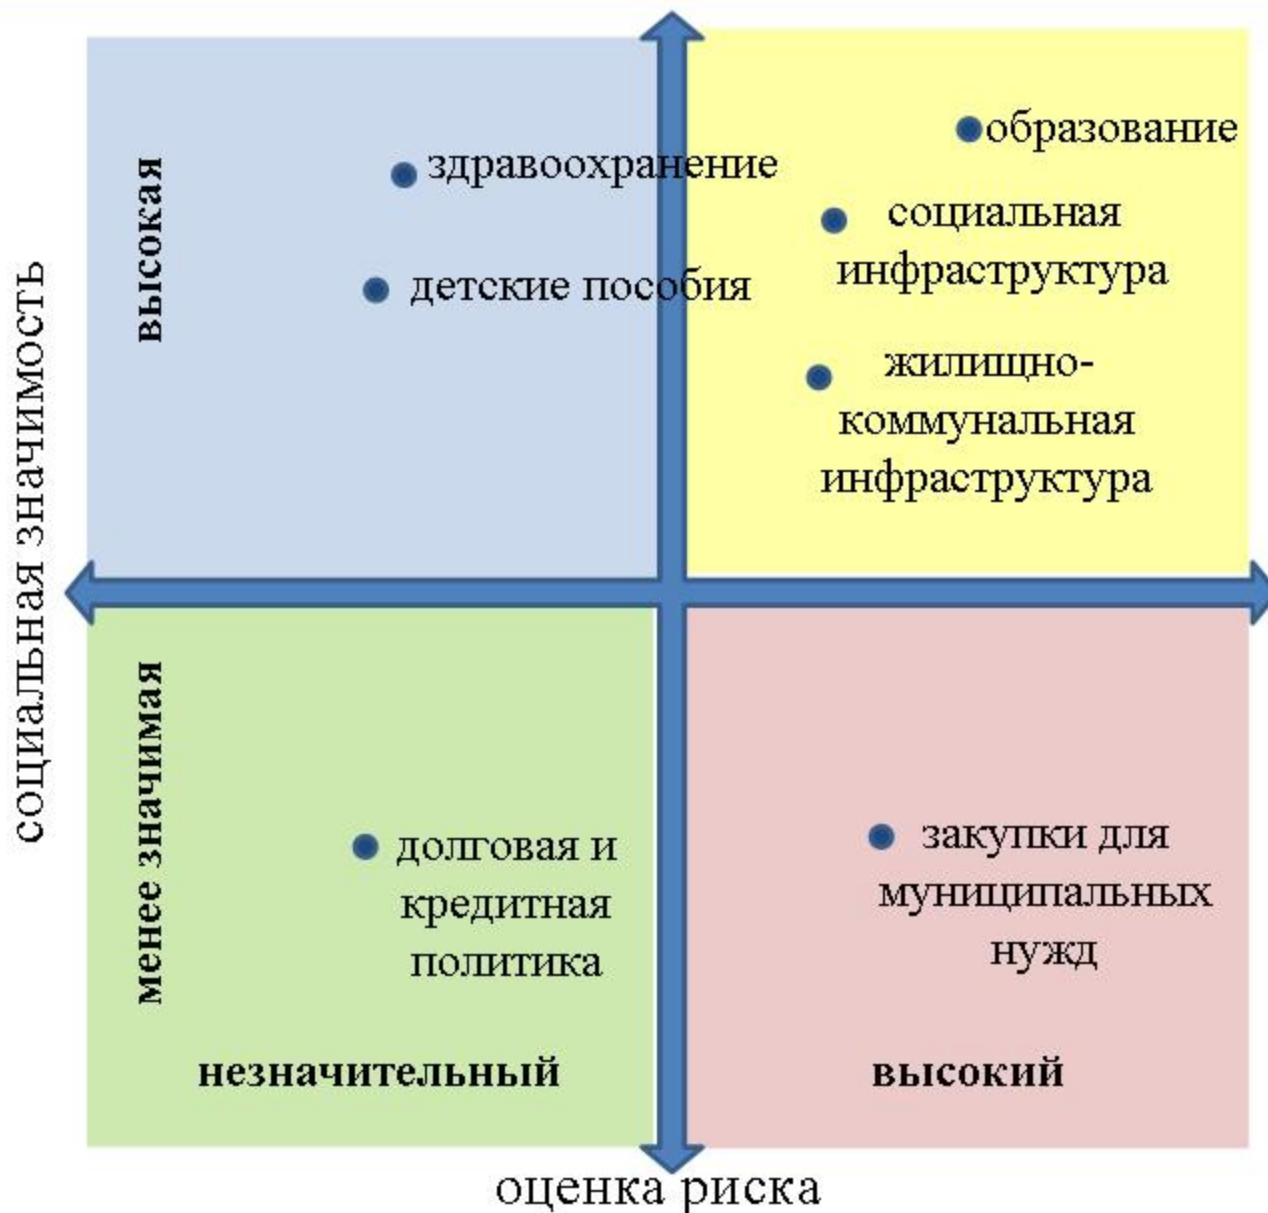 социальная значимость
высокая
здравоохранение
детские пособия
образование
социальная
инфраструктура
жилищно-
коммунальная
инфраструктура
менее значимая
долговая и
кредитная
политика
закупки для
муниципальных
нужд
незначительный
высокий
оценка риска